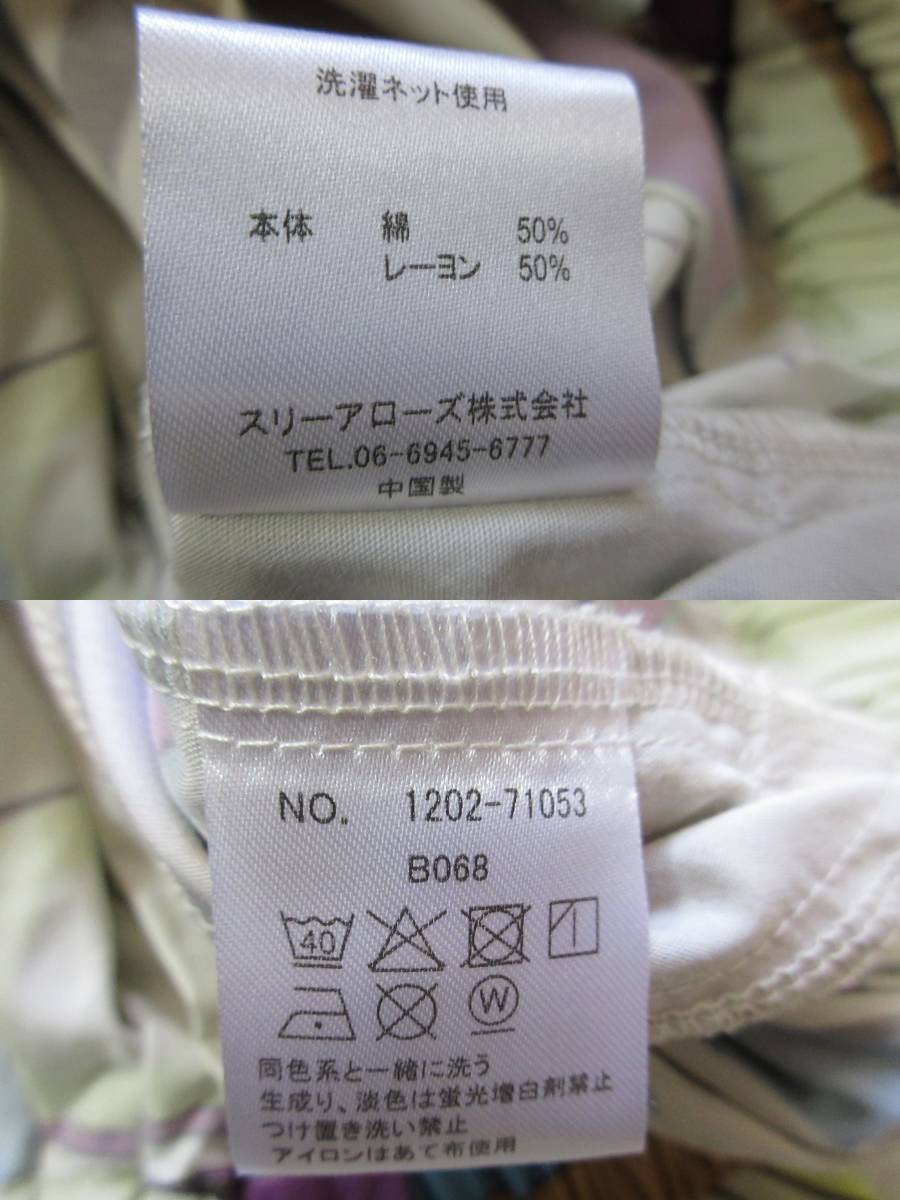 洗濯ネット使用
本体 綿 50%
レーヨン 50%
スリーアローズ株式会社
TEL.06-6945-6777
中国製
NO. 1202-71053
B068
40
W
同色系と一緒に洗う
生成り、淡色は蛍光増白剤禁止
つけ置き洗い禁止
アイロンはあて布使用